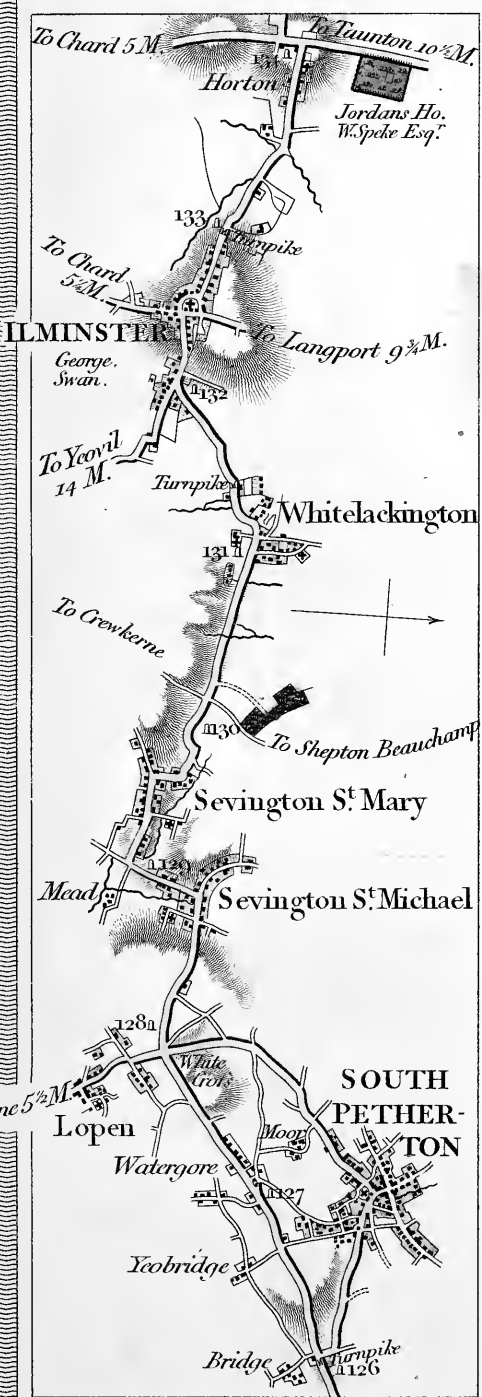 To Chard 5 M.
To Taunton 10½ M.
134
Horton
Jordans Ho.
W. Speke Esqr.
133
Turnpike
To Chard
5¼ M.
ILMINSTER
To Langport 9¾ M.
George.
Swan.
132
To Yeovil
14 M.
Turnpike
Whitelackington
131
To Crewkerne
130
To Shepton Beauchamp
Sevington St. Mary
129
Mead
Sevington St. Michael
128
White
Cross
ne 5½ M.
Lopen
SOUTH
PETHER-
TON
Moor
Watergore
127
Yeobridge
Bridge
Turnpike
126